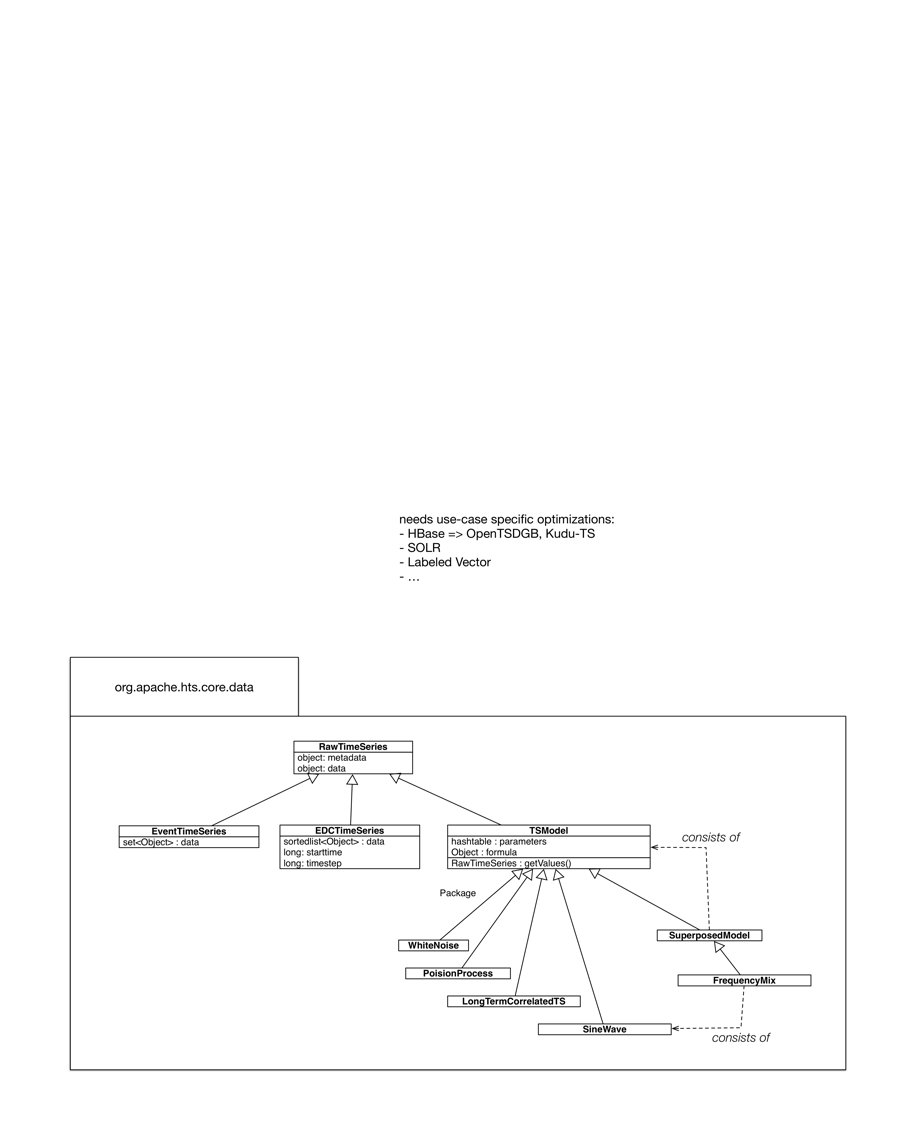 needs use-case specific optimizations:
- HBase => OpenTSDGB, Kudu-TS
- SOLR
- Labeled Vector
- …
org.apache.hts.core.data
RawTimeSeries
object: metadata
object: data
EventTimeSeries
set<Object> : data
EDCTimeSeries
sortedlist<Object> : data
long: starttime
long: timestep
TSModel
hashtable : parameters
Object : formula
RawTimeSeries : getValues()
consists of
Package
WhiteNoise
PoisionProcess
LongTermCorrelatedTS
SineWave
SuperposedModel
FrequencyMix
consists of